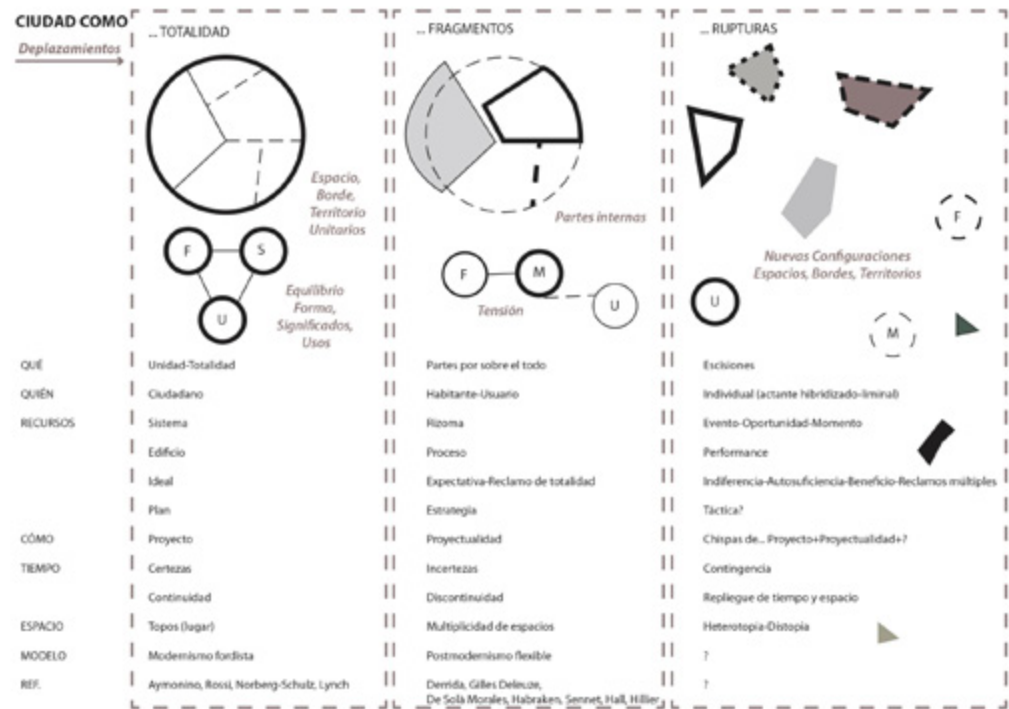 CIUDAD COMO
Deplazamientos
... TOTALIDAD
Espacio,
Borde,
Territorio
Unitarios
F
S
U
Equilibrio
Forma,
Significados,
Usos
... FRAGMENTOS
Partes internas
F
M
U
Tensión
... RUPTURAS
F
Nuevas Configuraciones
Espacios, Bordes, Territorios
U
M
QUÉ Unidad-Totalidad Partes por sobre el todo Escisiones
QUIÉN Ciudadano Habitante-Usuario Individual (actante hibridizado-liminal)
RECURSOS Sistema Rizoma Evento-Oportunidad-Momento
Edificio Proceso Performance
Ideal Expectativa-Reclamo de totalidad Indiferencia-Autosuficiencia-Beneficio-Reclamos múltiples
Plan Estrategia Táctica?
CÓMO Proyecto Proyectualidad Chispas de... Proyecto+Proyectualidad+?
TIEMPO Certezas Incertezas Contingencia
Continuidad Discontinuidad Repliegue de tiempo y espacio
ESPACIO Topos (lugar) Multiplicidad de espacios Heterotopia-Distopia
MODELO Modernismo fordista Postmodernismo flexible ?
REF. Aymonino, Rossi, Norberg-Schulz, Lynch Derrida, Gilles Deleuze, ?
De Solà Morales, Habraken, Sennet, Hall, Hillier